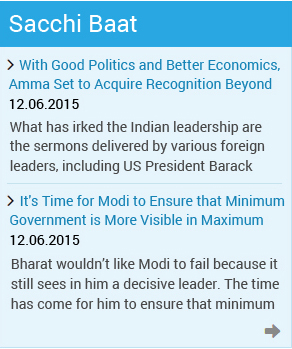 Sacchi Baat
With Good Politics and Better Economics,
Amma Set to Acquire Recognition Beyond
12.06.2015
What has irked the Indian leadership are
the sermons delivered by various foreign
leaders, including US President Barack
It's Time for Modi to Ensure that Minimum
Government is More Visible in Maximum
12.06.2015
Bharat wouldn't like Modi to fail because it
still sees in him a decisive leader. The time
has come for him to ensure that minimum